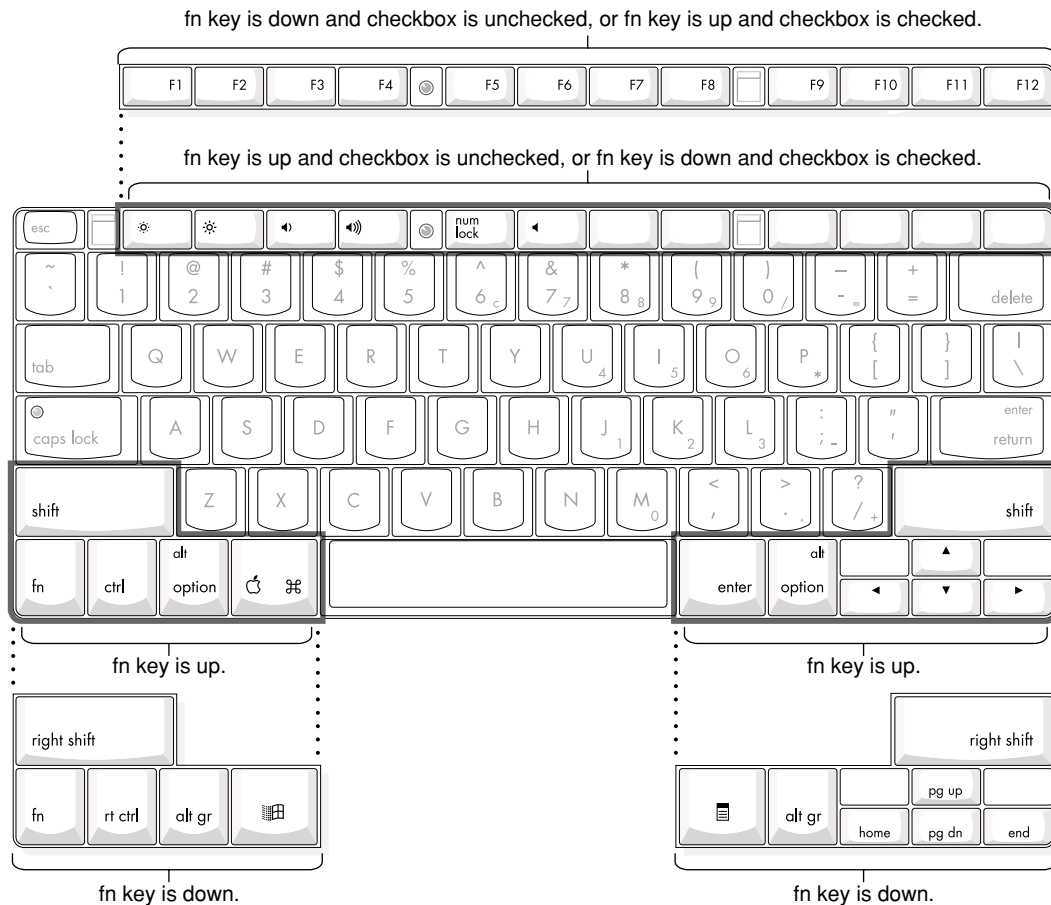 fn key is down and checkbox is unchecked, or fn key is up and checkbox is checked.
F1 F2 F3 F4 F5 F6 F7 F8 F9 F10 F11 F12
fn key is up and checkbox is unchecked, or fn key is down and checkbox is checked.
esc num lock
~ ` ! 1 @ 2 # 3 $ 4 % 5 ^ 6 c & 7 7 * 8 8 ( 9 9 ) 0 / — - = + = delete
tab Q W E R T Y U 4 I 5 O 6 P * { [ } ] | \
caps lock A S D F G H J 1 K 2 L 3 : ; - " ' enter return
shift Z X C V B N M 0 < , > . . ? / + shift
fn ctrl alt option ⌘ enter alt option ▲ ◄ ▼ ►
fn key is up. fn key is up.
right shift right shift
fn rt ctrl alt gr alt gr pg up home pg dn end
fn key is down. fn key is down.